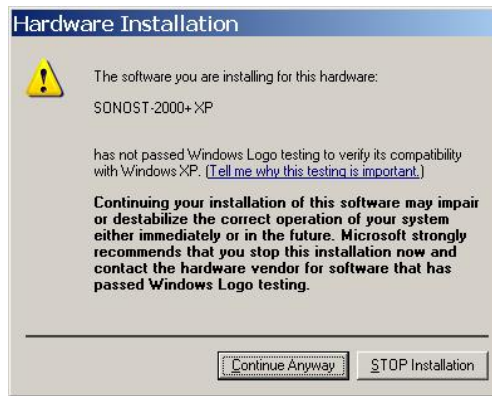 Hardware Installation
The software you are installing for this hardware:
SONOST-2000+ XP
has not passed Windows Logo testing to verify its compatibility
with Windows XP. (Tell me why this testing is important.)
Continuing your installation of this software may impair
or destabilize the correct operation of your system
either immediately or in the future. Microsoft strongly
recommends that you stop this installation now and
contact the hardware vendor for software that has
passed Windows Logo testing.
Continue Anyway
STOP Installation